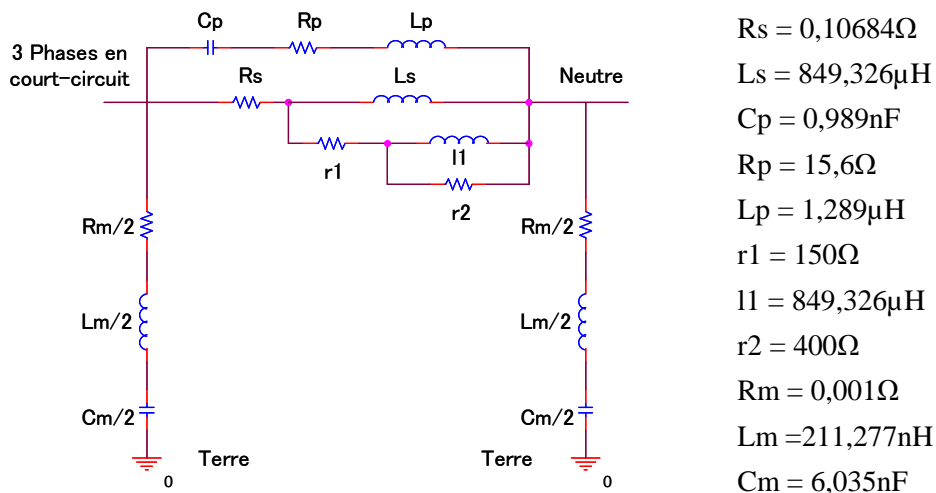 Cp Rp Lp
3 Phases en
court-circuit
Rs Ls Neutre
r1 l1
r2
Rm/2 Rm/2
Lm/2 Lm/2
Cm/2 Cm/2
Terre Terre
0 0
Rs = 0,10684Ω
Ls = 849,326µH
Cp = 0,989nF
Rp = 15,6Ω
Lp = 1,289µH
r1 = 150Ω
l1 = 849,326µH
r2 = 400Ω
Rm = 0,001Ω
Lm =211,277nH
Cm = 6,035nF